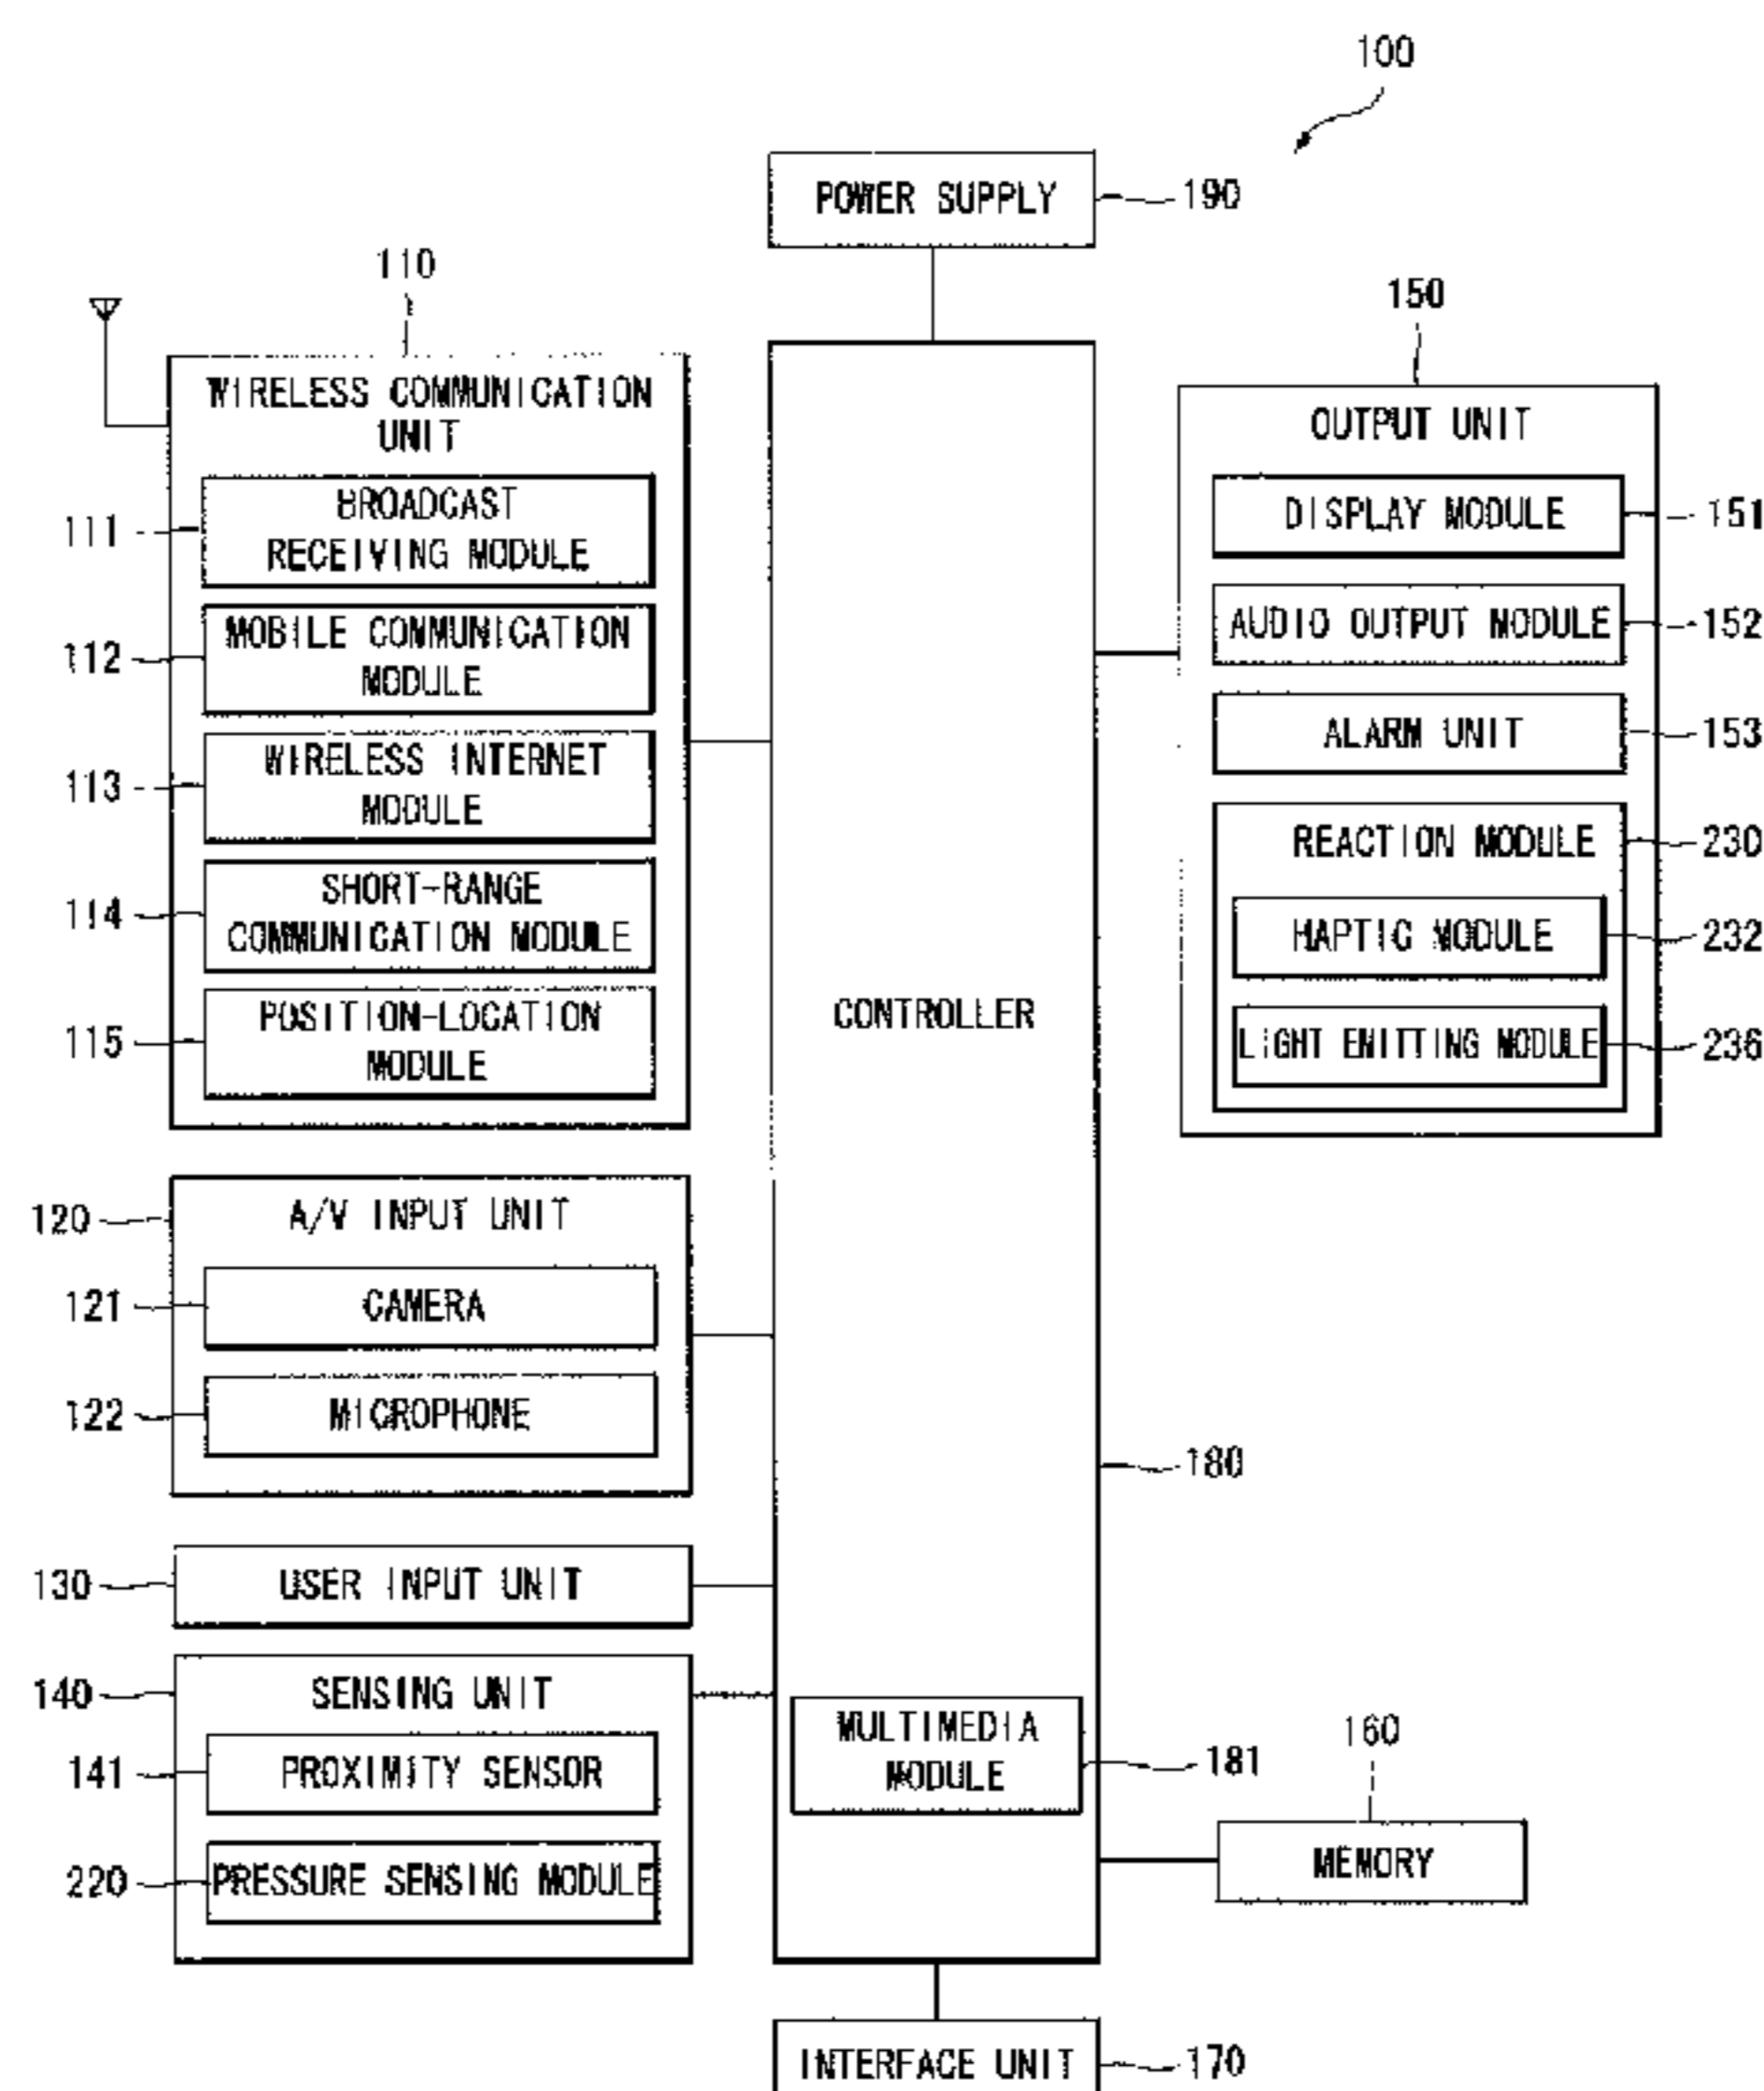 100
POWER SUPPLY
190
110
WIRELESS COMMUNICATION
UNIT
111
BROADCAST
RECEIVING MODULE
112
MOBILE COMMUNICATION
MODULE
113
WIRELESS INTERNET
MODULE
114
SHORT-RANGE
COMMUNICATION MODULE
115
POSITION-LOCATION
MODULE
120
A/V INPUT UNIT
121
CAMERA
122
MICROPHONE
130
USER INPUT UNIT
140
SENSING UNIT
141
PROXIMITY SENSOR
220
PRESSURE SENSING MODULE
CONTROLLER
180
MULTIMEDIA
MODULE
181
150
OUTPUT UNIT
DISPLAY MODULE
151
AUDIO OUTPUT MODULE
152
ALARM UNIT
153
REACTION MODULE
230
HAPTIC MODULE
232
LIGHT EMITTING MODULE
236
160
MEMORY
INTERFACE UNIT
170